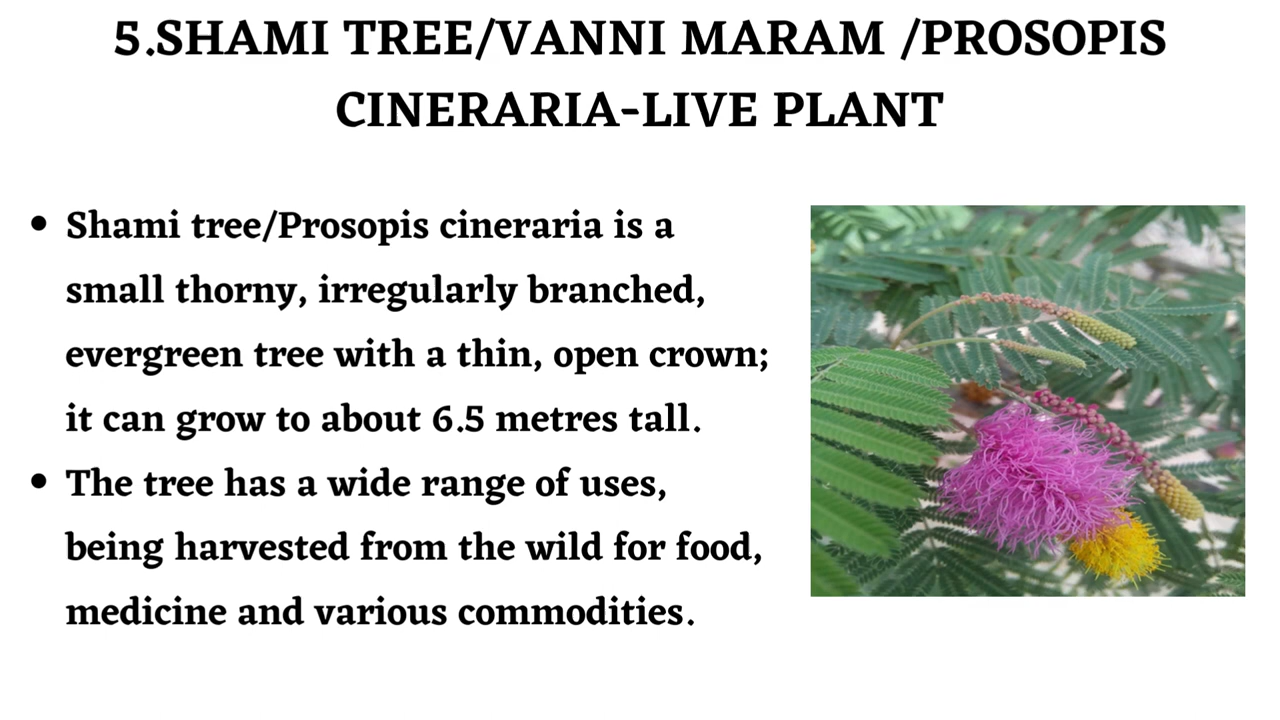 5.SHAMI TREE/VANNI MARAM /PROSOPIS
CINERARIA-LIVE PLANT
• Shami tree/Prosopis cineraria is a
small thorny, irregularly branched,
evergreen tree with a thin, open crown;
it can grow to about 6.5 metres tall.
• The tree has a wide range of uses,
being harvested from the wild for food,
medicine and various commodities.